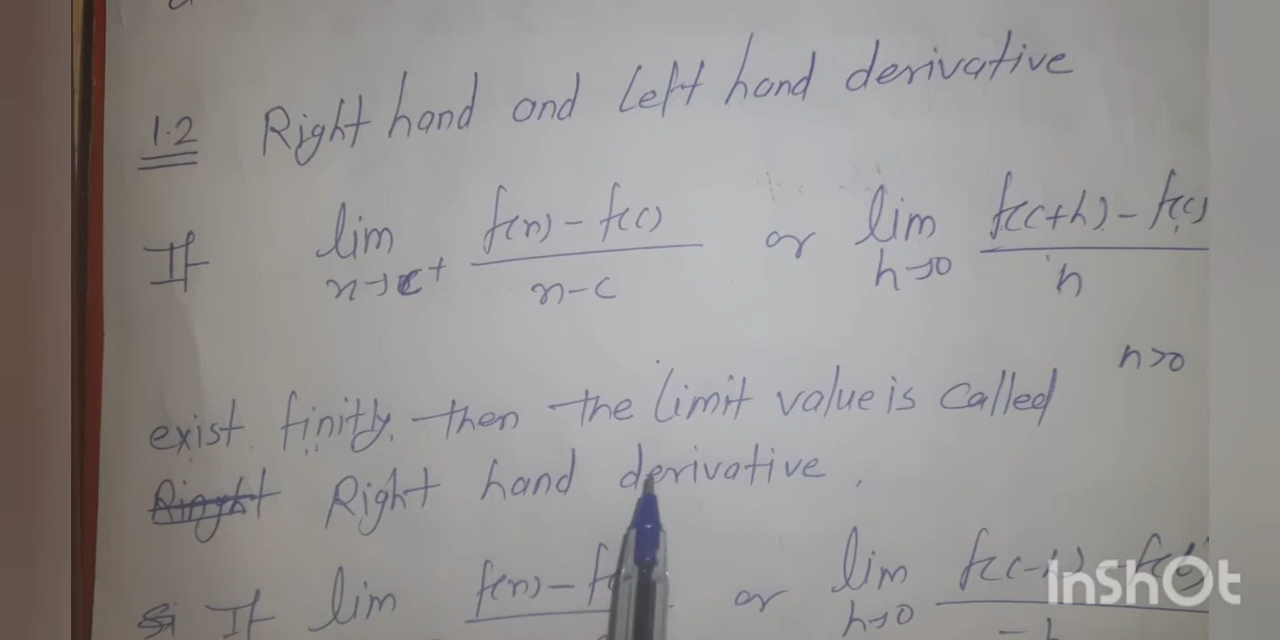 1.2 Right hand and Left hand derivative
If lim x→c+ f(x) - f(c) / x - c or lim h→0 f(c+h) - f(c) / h
h>0
exist finitly then the limit value is called
Right hand derivative.
If lim f(x) - f or lim h→0 f(c-h) - f(c) / -h
InShOt